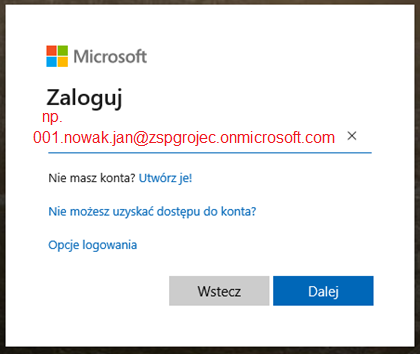 Microsoft
Zaloguj
np.
001.nowak.jan@zspgrojec.onmicrosoft.com
Nie masz konta? Utwórz je!
Nie możesz uzyskać dostępu do konta?
Opcje logowania
Wstecz Dalej